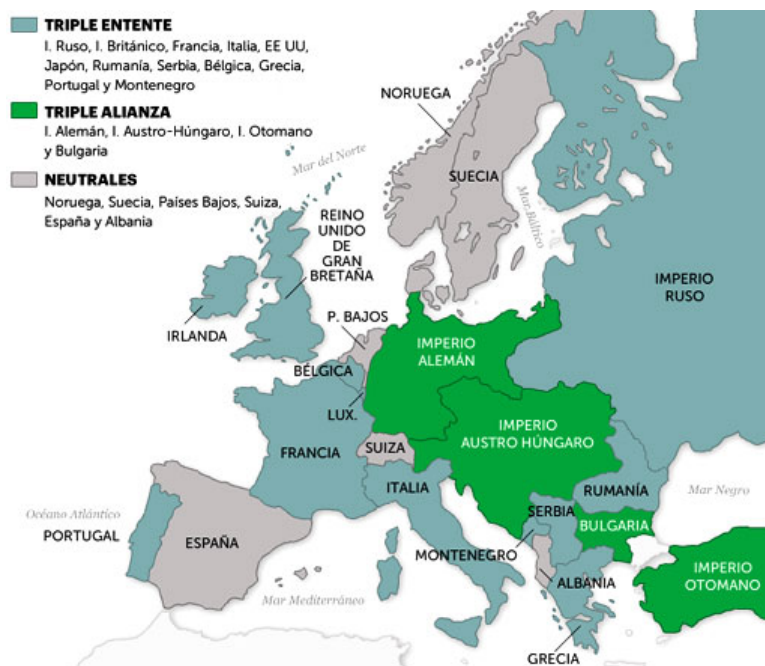 TRIPLE ENTENTE
I. Ruso, I. Británico, Francia, Italia, EE UU,
Japón, Rumanía, Serbia, Bélgica, Grecia,
Portugal y Montenegro
TRIPLE ALIANZA
I. Alemán, I. Austro-Húngaro, I. Otomano
y Bulgaria
NEUTRALES
Noruega, Suecia, Países Bajos, Suiza,
España y Albania
Mar del Norte
NORUEGA
SUECIA
Mar Báltico
REINO
UNIDO
DE
GRAN
BRETAÑA
IRLANDA
IMPERIO
RUSO
P. BAJOS
IMPERIO
ALEMÁN
BÉLGICA
LUX.
IMPERIO
AUSTRO HÚNGARO
FRANCIA
SUIZA
ITALIA
RUMANÍA
Mar Negro
SERBIA
BULGARIA
Océano Atlántico
PORTUGAL
ESPAÑA
MONTENEGRO
ALBANIA
IMPERIO
OTOMANO
Mar Mediterráneo
GRECIA